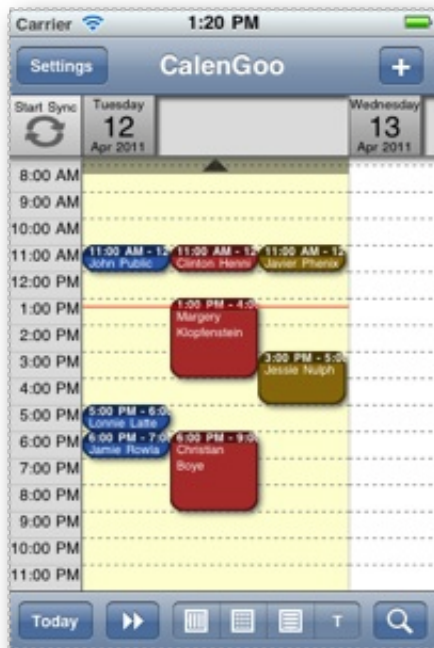 Carrier 1:20 PM
Settings CalenGoo +
Start Sync Tuesday Wednesday
12 13
Apr 2011 Apr 2011
8:00 AM
9:00 AM
10:00 AM
11:00 AM 11:00 AM - 12 11:00 AM - 12 11:00 AM - 12
John Public Clinton Henni Javier Phenix
12:00 PM
1:00 PM 1:00 PM - 4:00
Margery
2:00 PM Klopfenstein
3:00 PM 3:00 PM - 5:00
Jessie Nulph
4:00 PM
5:00 PM 5:00 PM - 6:0
Lonnie Latte
6:00 PM 6:00 PM - 7:0 6:00 PM - 9:0
Jamie Rowla Christian
7:00 PM Boye
8:00 PM
9:00 PM
10:00 PM
11:00 PM
Today T